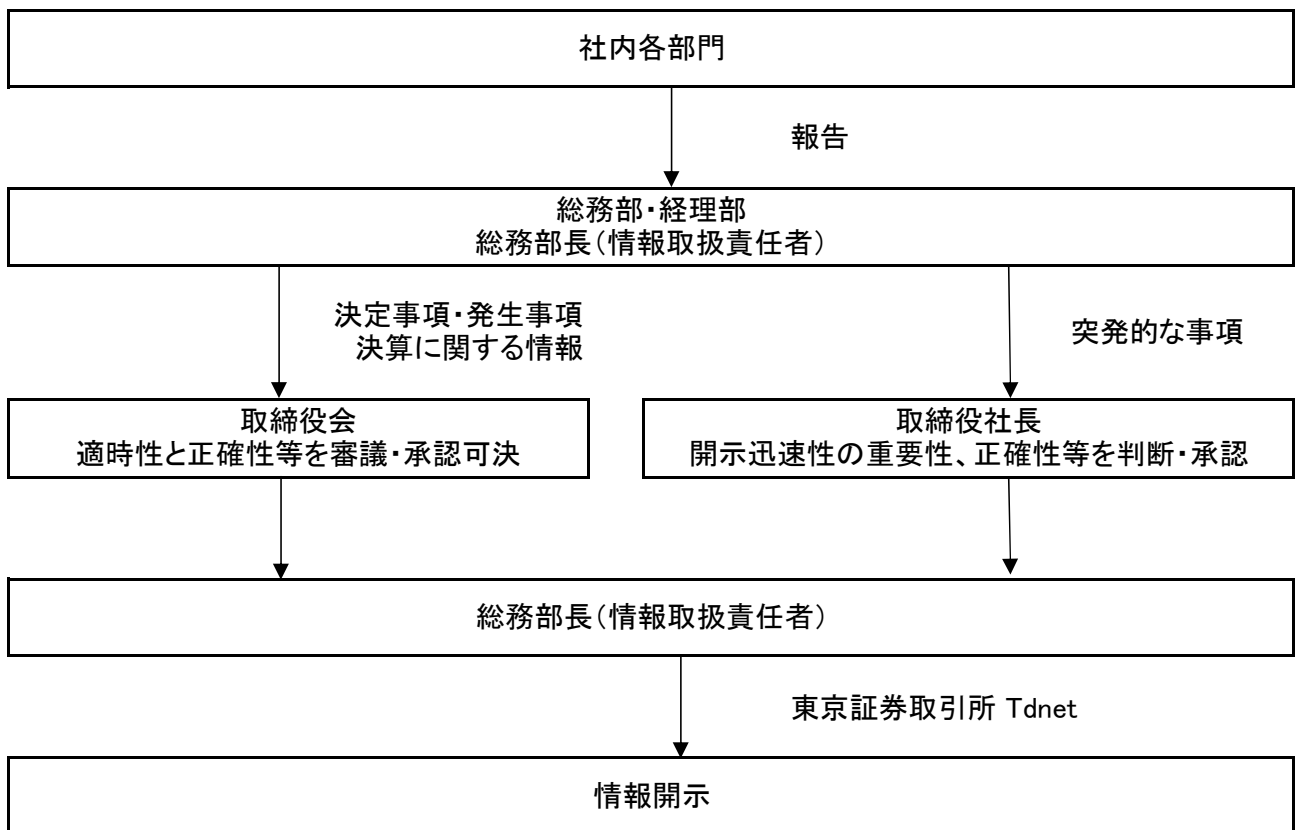 社内各部門
報告
総務部・経理部
総務部長（情報取扱責任者）
決定事項・発生事項
決算に関する情報
突発的な事項
取締役会
適時性と正確性等を審議・承認可決
取締役社長
開示迅速性の重要性、正確性等を判断・承認
総務部長（情報取扱責任者）
東京証券取引所 Tdnet
情報開示